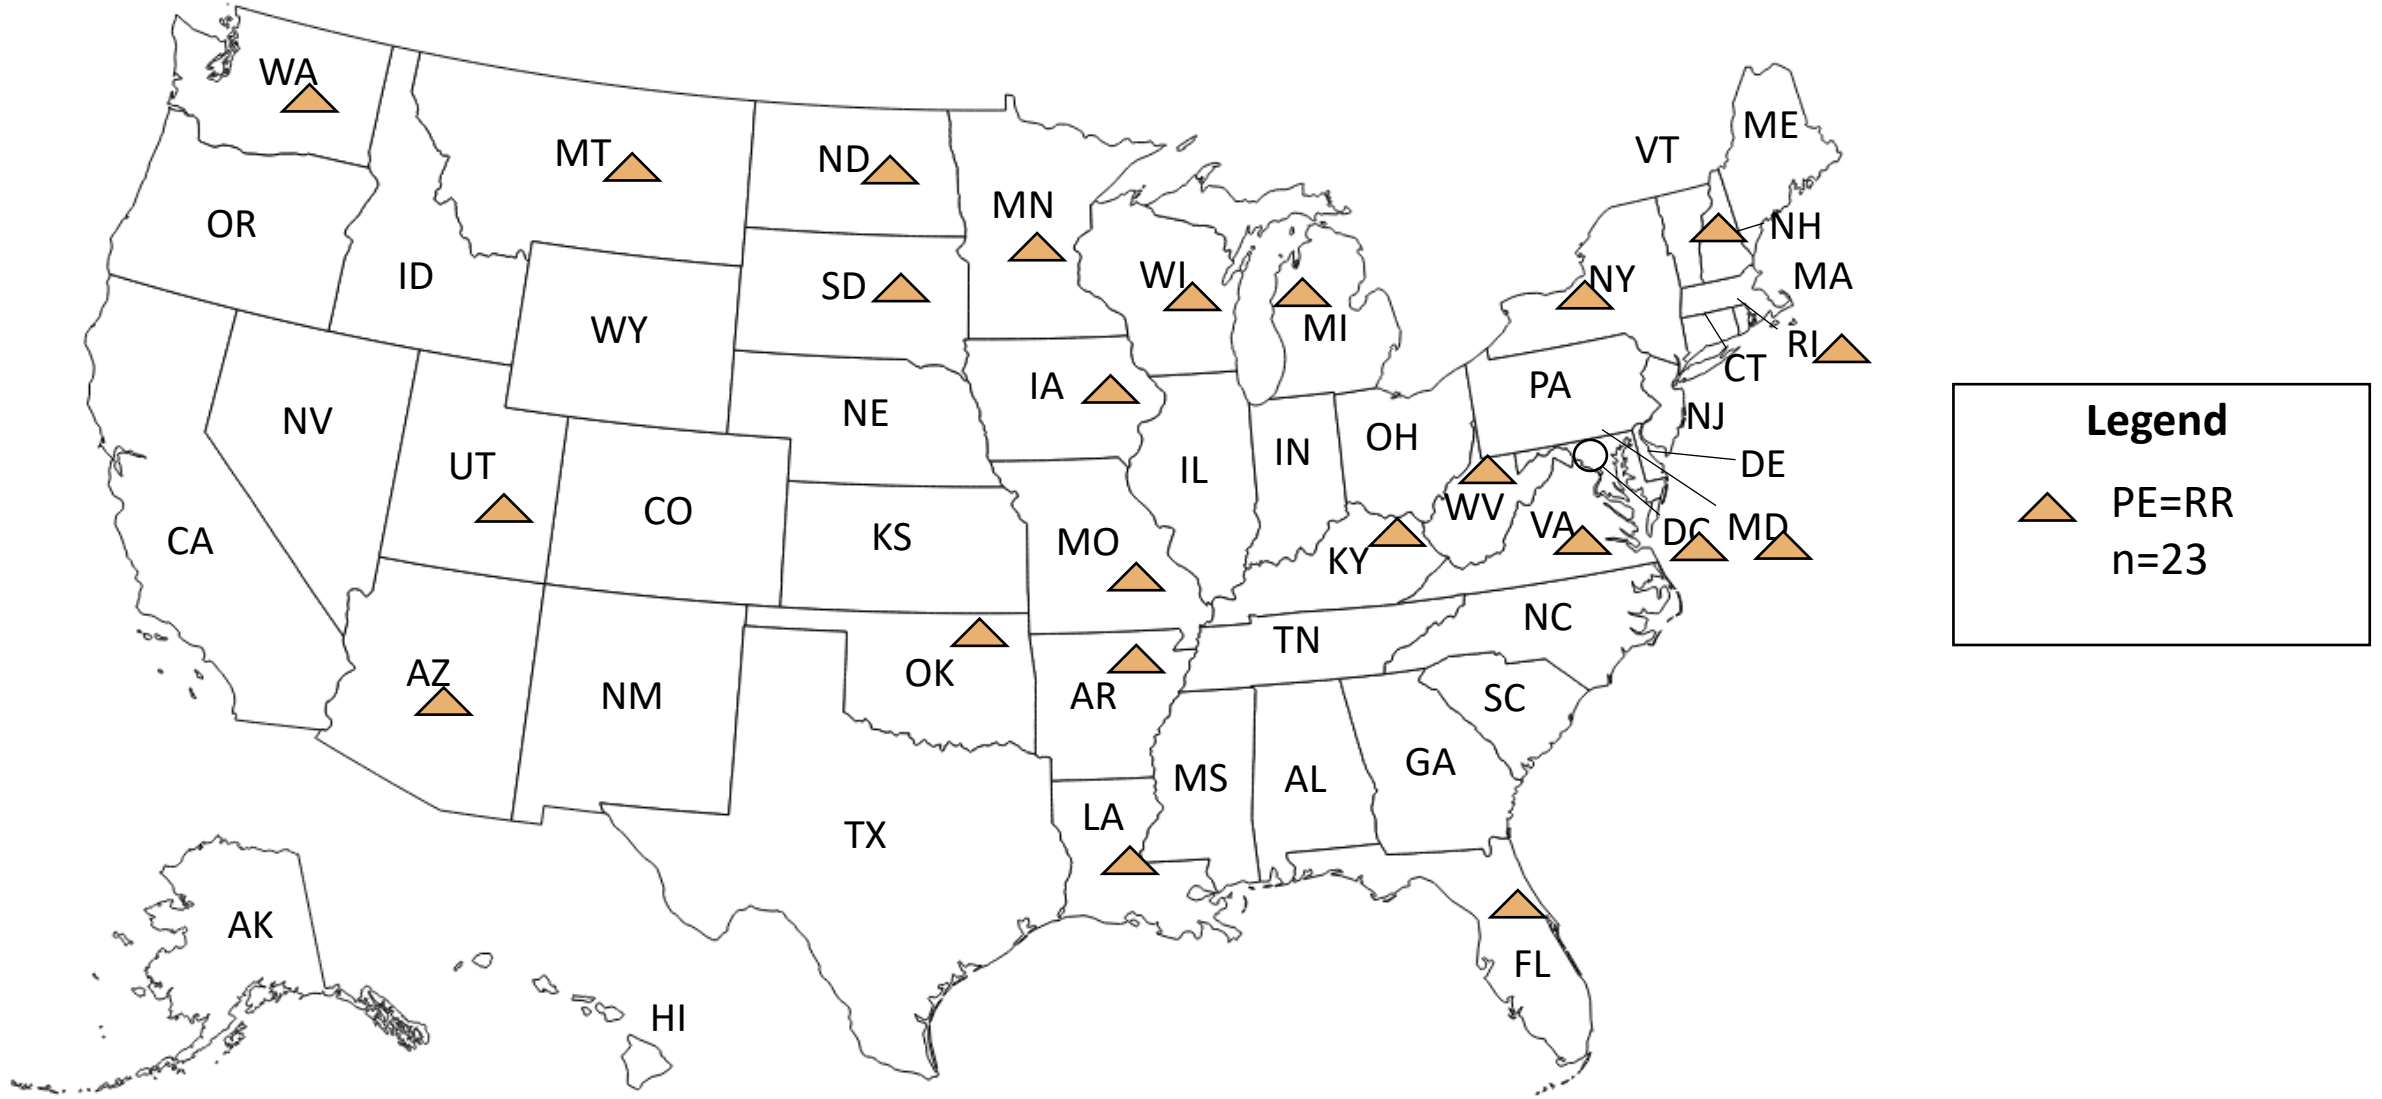 WA
ME
VT
MT
ND
MN
OR
NH
ID
SD
WI
NY
MA
WY
MI
RI
CT
IA
PA
NE
NV
NJ
Legend
OH
IN
UT
IL
DE
CO
PE=RR
WV
CA
KS
MO
KY
VA
DC
MD
n=23
NC
TN
AZ
OK
NM
AR
SC
GA
MS
AL
LA
TX
AK
FL
HI